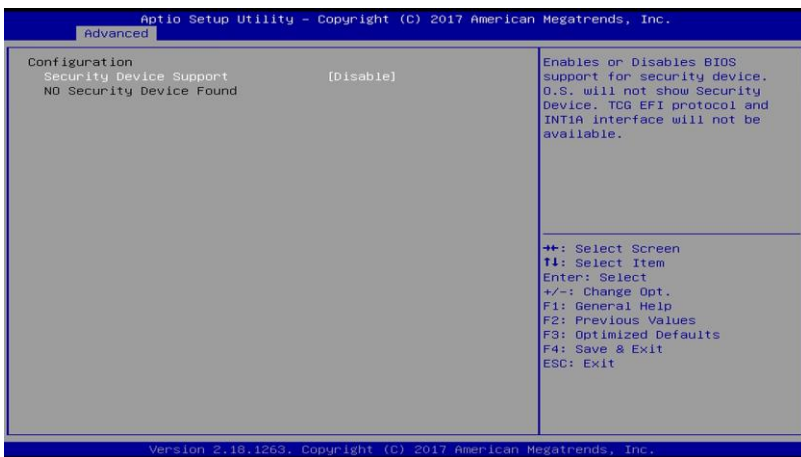 Aptio Setup Utility – Copyright (C) 2017 American Megatrends, Inc.
Advanced
Configuration
Security Device Support [Disable]
NO Security Device Found
Enables or Disables BIOS
support for security device.
O.S. will not show Security
Device. TCG EFI protocol and
INT1A interface will not be
available.
→←: Select Screen
↑↓: Select Item
Enter: Select
+/-: Change Opt.
F1: General Help
F2: Previous Values
F3: Optimized Defaults
F4: Save & Exit
ESC: Exit
Version 2.18.1263. Copyright (C) 2017 American Megatrends, Inc.